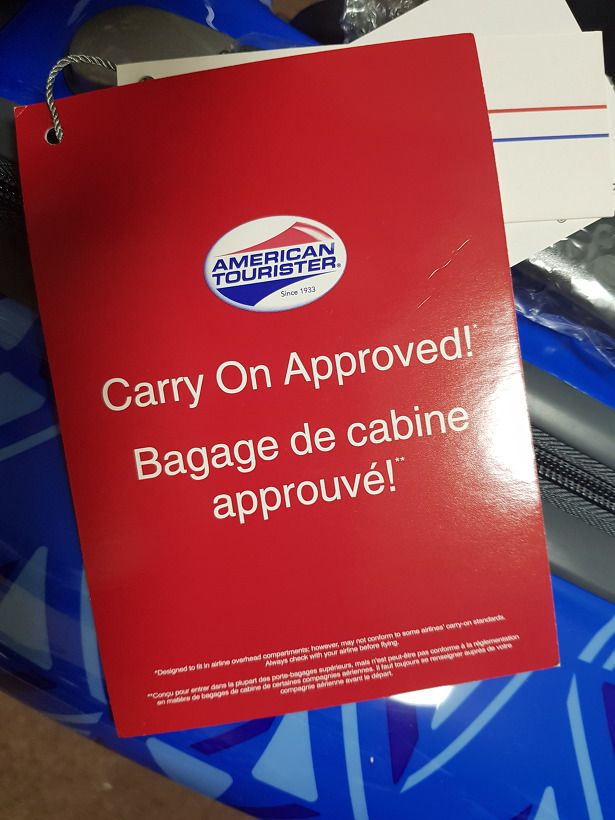 AMERICAN
TOURISTER®
Since 1933
Carry On Approved!*
Bagage de cabine
approuvé!**
*Designed to fit in airline overhead compartments; however, may not conform to some airlines' carry-on standards.
Always check with your airline before flying.
**Conçu pour entrer dans la plupart des porte-bagages supérieurs, mais n'est peut-être pas conforme à la réglementation
en matière de bagages de cabine de certaines compagnies aériennes. Il faut toujours se renseigner auprès de votre
compagnie aérienne avant le départ.